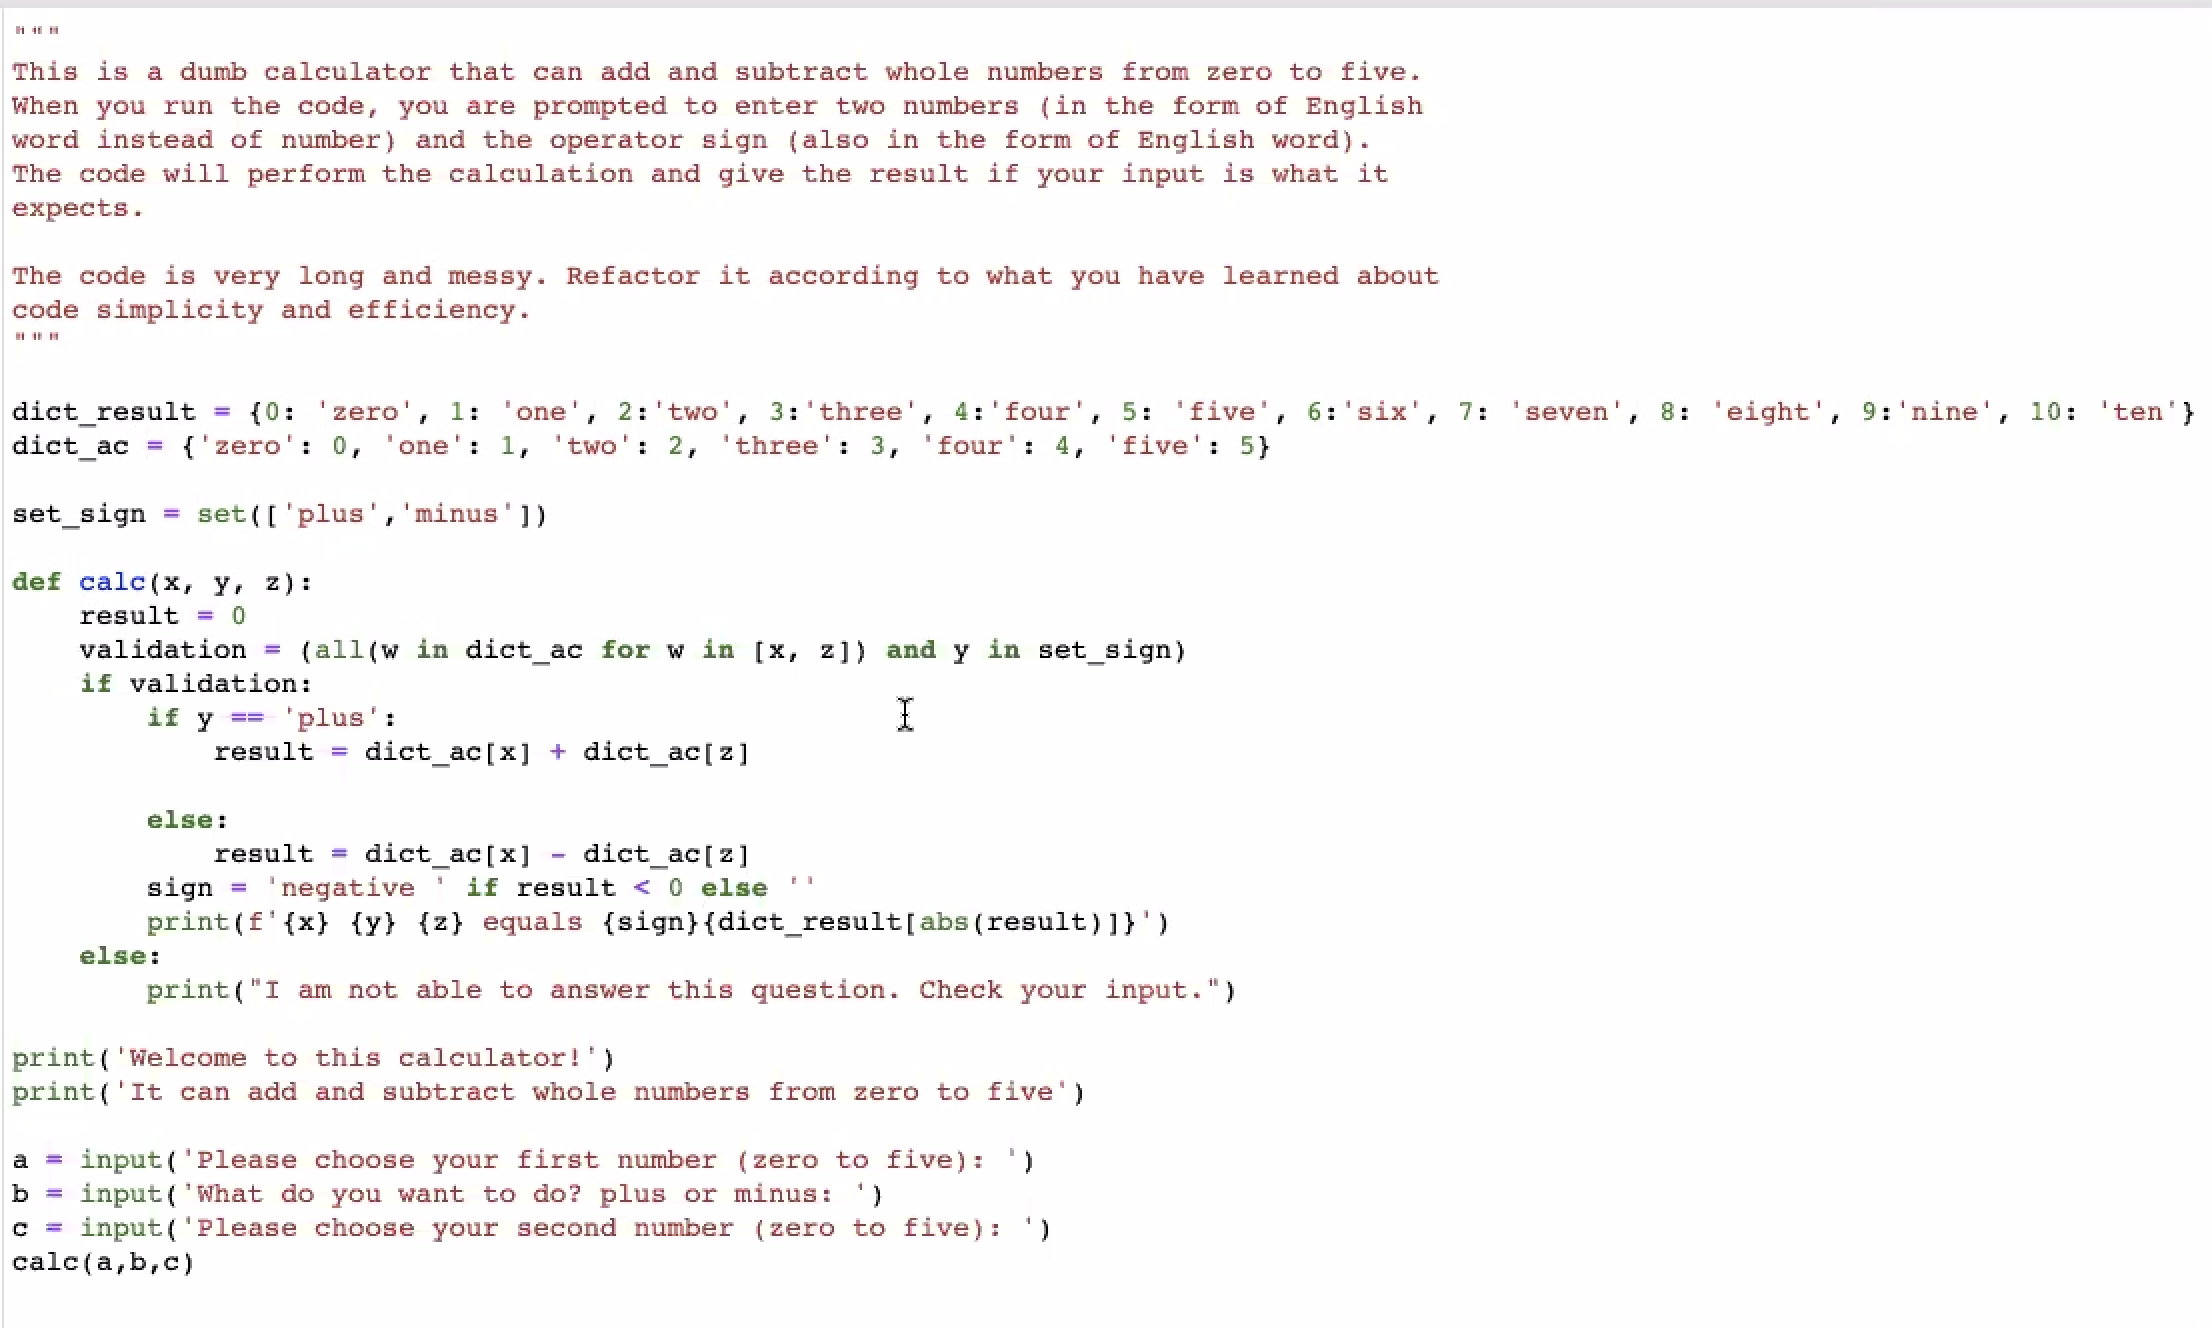 """
This is a dumb calculator that can add and subtract whole numbers from zero to five.
When you run the code, you are prompted to enter two numbers (in the form of English
word instead of number) and the operator sign (also in the form of English word).
The code will perform the calculation and give the result if your input is what it
expects.

The code is very long and messy. Refactor it according to what you have learned about
code simplicity and efficiency.
"""

dict_result = {0: 'zero', 1: 'one', 2:'two', 3:'three', 4:'four', 5: 'five', 6:'six', 7: 'seven', 8: 'eight', 9:'nine', 10: 'ten'}
dict_ac = {'zero': 0, 'one': 1, 'two': 2, 'three': 3, 'four': 4, 'five': 5}

set_sign = set(['plus','minus'])

def calc(x, y, z):
    result = 0
    validation = (all(w in dict_ac for w in [x, z]) and y in set_sign)
    if validation:
        if y == 'plus':
            result = dict_ac[x] + dict_ac[z]

        else:
            result = dict_ac[x] - dict_ac[z]
        sign = 'negative ' if result < 0 else ''
        print(f'{x} {y} {z} equals {sign}{dict_result[abs(result)]}')
    else:
        print("I am not able to answer this question. Check your input.")

print('Welcome to this calculator!')
print('It can add and subtract whole numbers from zero to five')

a = input('Please choose your first number (zero to five): ')
b = input('What do you want to do? plus or minus: ')
c = input('Please choose your second number (zero to five): ')
calc(a,b,c)